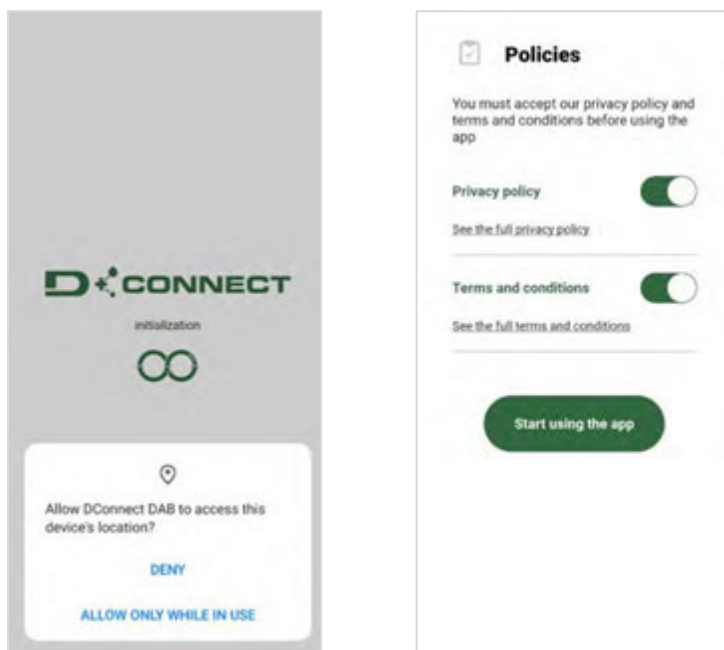 D CONNECT
initialization
Allow DConnect DAB to access this
device's location?
DENY
ALLOW ONLY WHILE IN USE
Policies
You must accept our privacy policy and
terms and conditions before using the
app
Privacy policy
See the full privacy policy
Terms and conditions
See the full terms and conditions
Start using the app